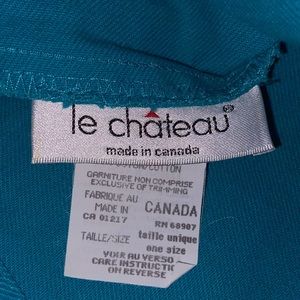 le château®
made in canada
COTTON
GARNITURE NON COMPRISE
EXCLUSIVE OF TRIMMING
FABRIQUE AU
MADE IN CANADA
CA 01217 RN 68907
TAILLE/SIZE taille unique
one size
VOIR AU VERSO
CARE INSTRUCTIO
ON REVERSE